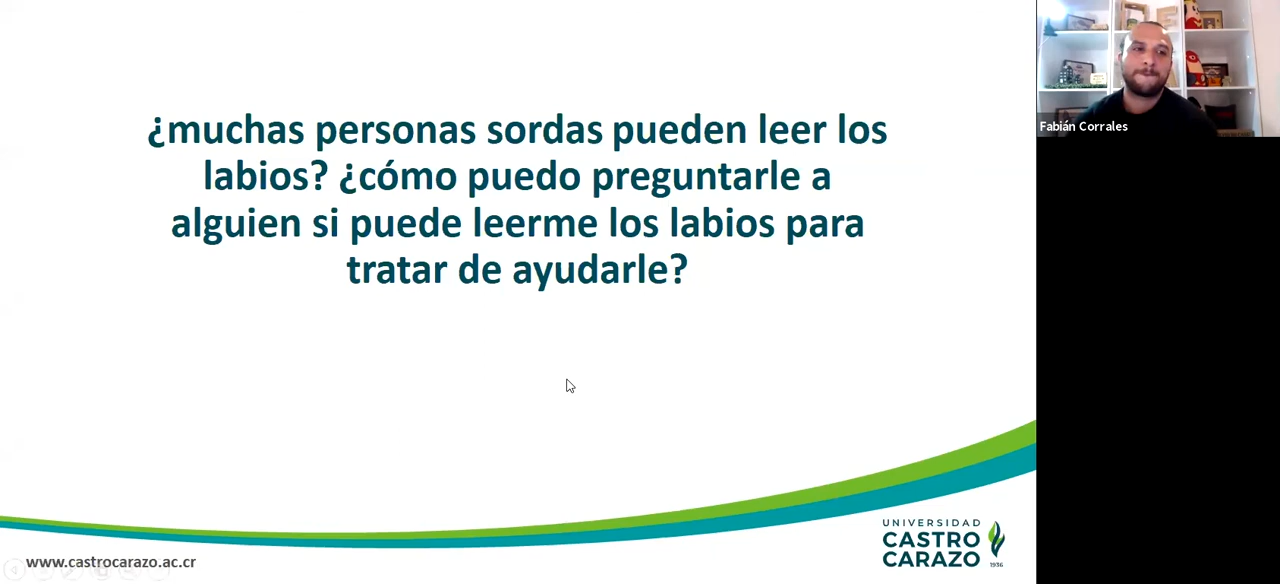 ¿muchas personas sordas pueden leer los
labios? ¿cómo puedo preguntarle a
alguien si puede leerme los labios para
tratar de ayudarle?
Fabián Corrales
www.castrocarazo.ac.cr
UNIVERSIDAD
CASTRO
CARAZO
1936